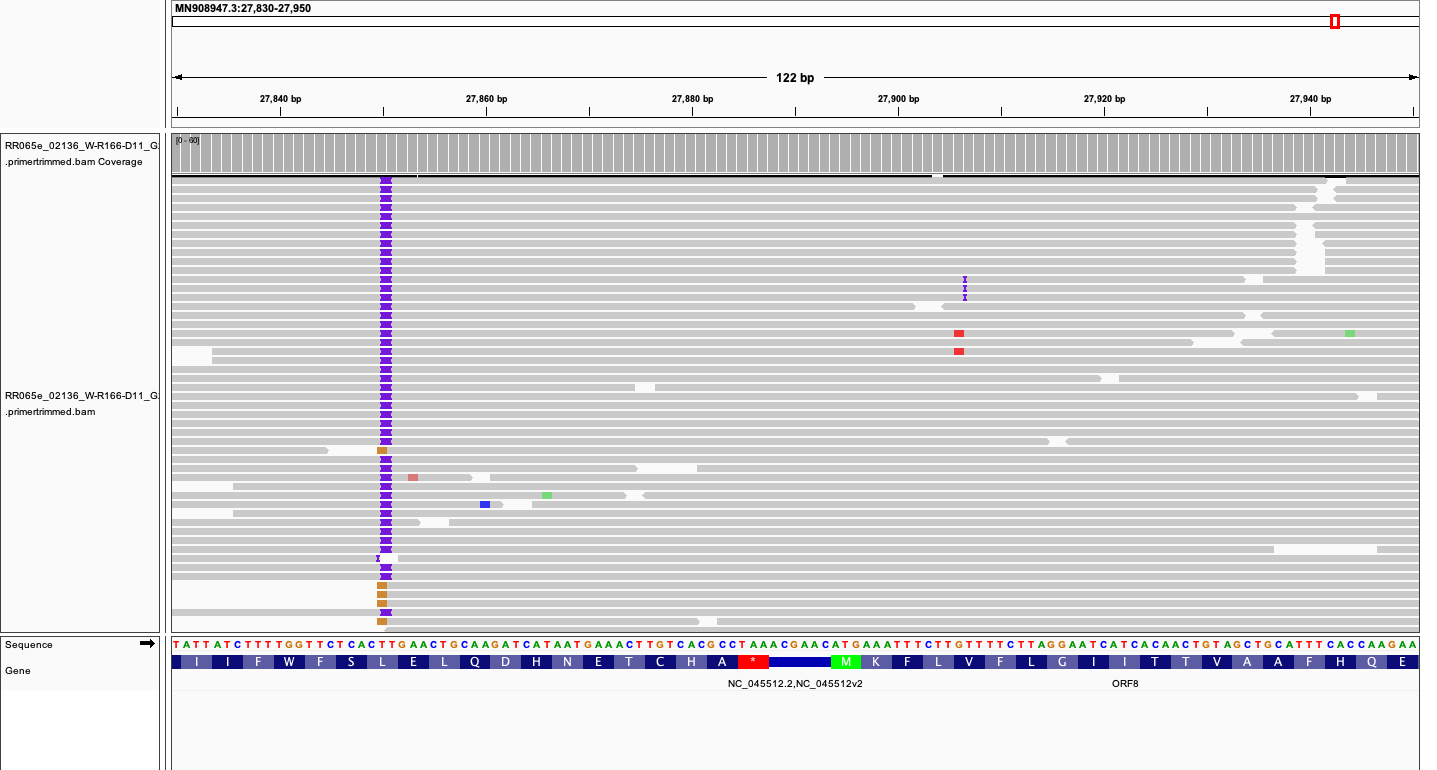 MN908947.3:27,830-27,950
122 bp
27,840 bp 27,860 bp 27,880 bp 27,900 bp 27,920 bp 27,940 bp
RR065e_02136_W-R166-D11_G
.primertrimmed.bam Coverage
[0 - 60]
RR065e_02136_W-R166-D11_G
.primertrimmed.bam
Sequence
TATTATCTTTTGGTTCTCACTTGAACTGCAAGATCATAATGAAACTTGTCACGCCTAAACGAACATGAAATTTCTTGTTTTCTTAGGAATCATCACAACTGTAGCTGCATTTCACCAAGAA
Gene
I I F W F S L E L Q D H N E T C H A * M K F L V F L G I I T T V A A F H Q E
NC_045512.2,NC_045512v2 ORF8